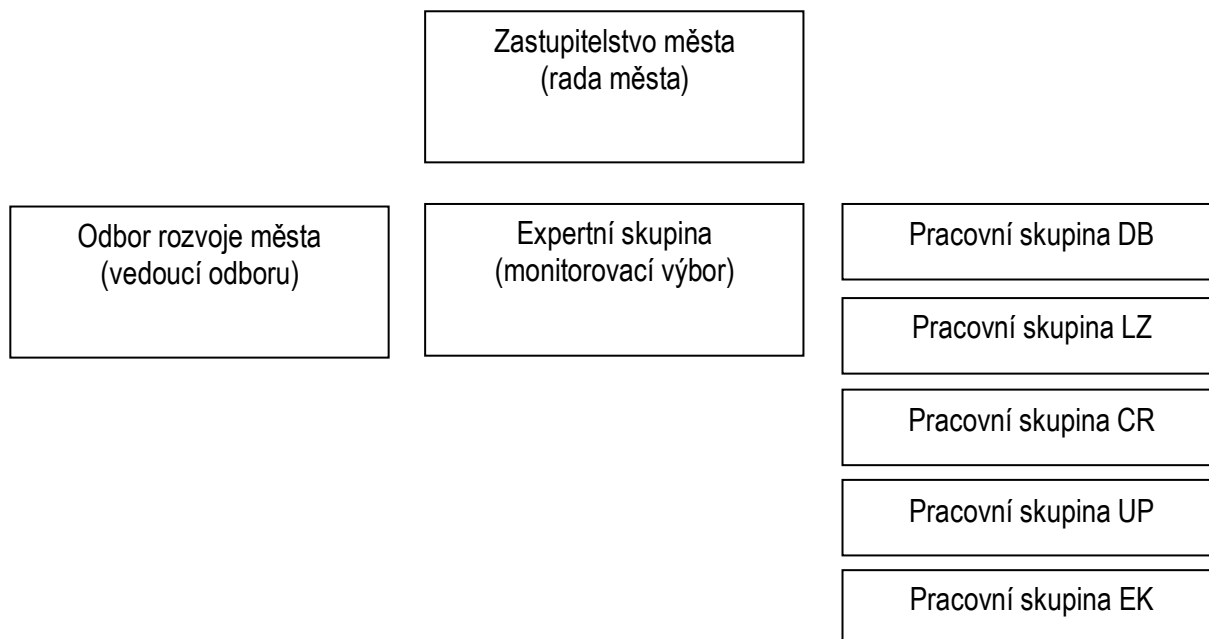 Zastupitelstvo města
(rada města)
Odbor rozvoje města
(vedoucí odboru)
Expertní skupina
(monitorovací výbor)
Pracovní skupina DB
Pracovní skupina LZ
Pracovní skupina CR
Pracovní skupina UP
Pracovní skupina EK